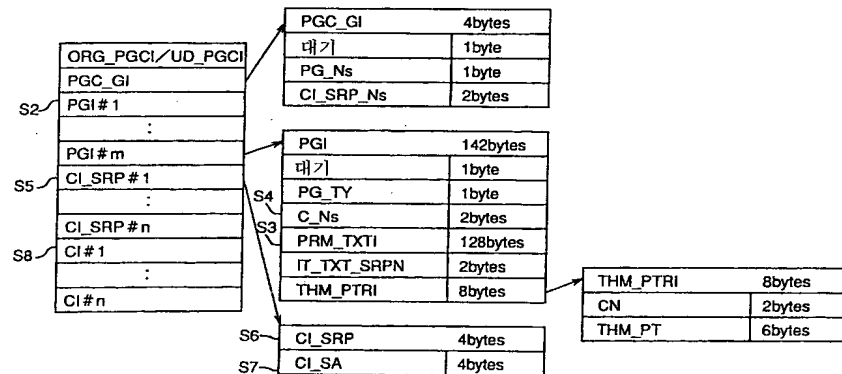 ORG_PGCI/UD_PGCI
PGC_GI
S2 PGI#1
:
PGI#m
S5 CI_SRP#1
:
CI_SRP#n
S8 CI#1
:
CI#n
PGC_GI 4bytes
대기 1byte
PG_Ns 1byte
CI_SRP_Ns 2bytes
PGI 142bytes
대기 1byte
PG_TY 1byte
S4 C_Ns 2bytes
S3 PRM_TXTI 128bytes
IT_TXT_SRPN 2bytes
THM_PTRI 8bytes
THM_PTRI 8bytes
CN 2bytes
THM_PT 6bytes
S6 CI_SRP 4bytes
S7 CI_SA 4bytes